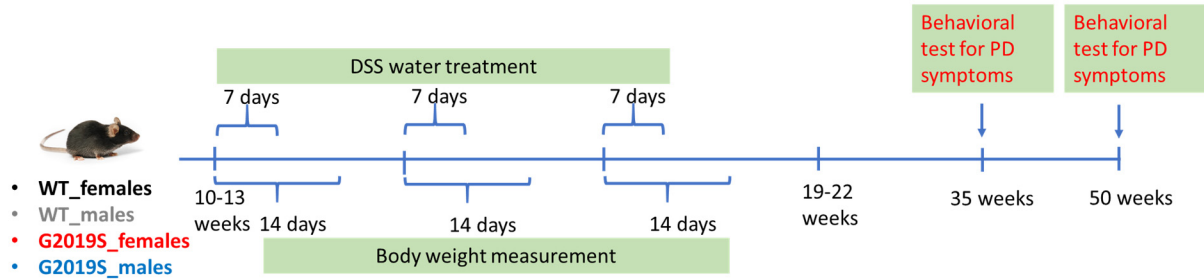 Behavioral
test for PD
symptoms
Behavioral
test for PD
symptoms
DSS water treatment
7 days
7 days
7 days
• WT_females
• WT_males
• G2019S_females
• G2019S_males
10-13
weeks
14 days
14 days
14 days
19-22
weeks
35 weeks
50 weeks
Body weight measurement